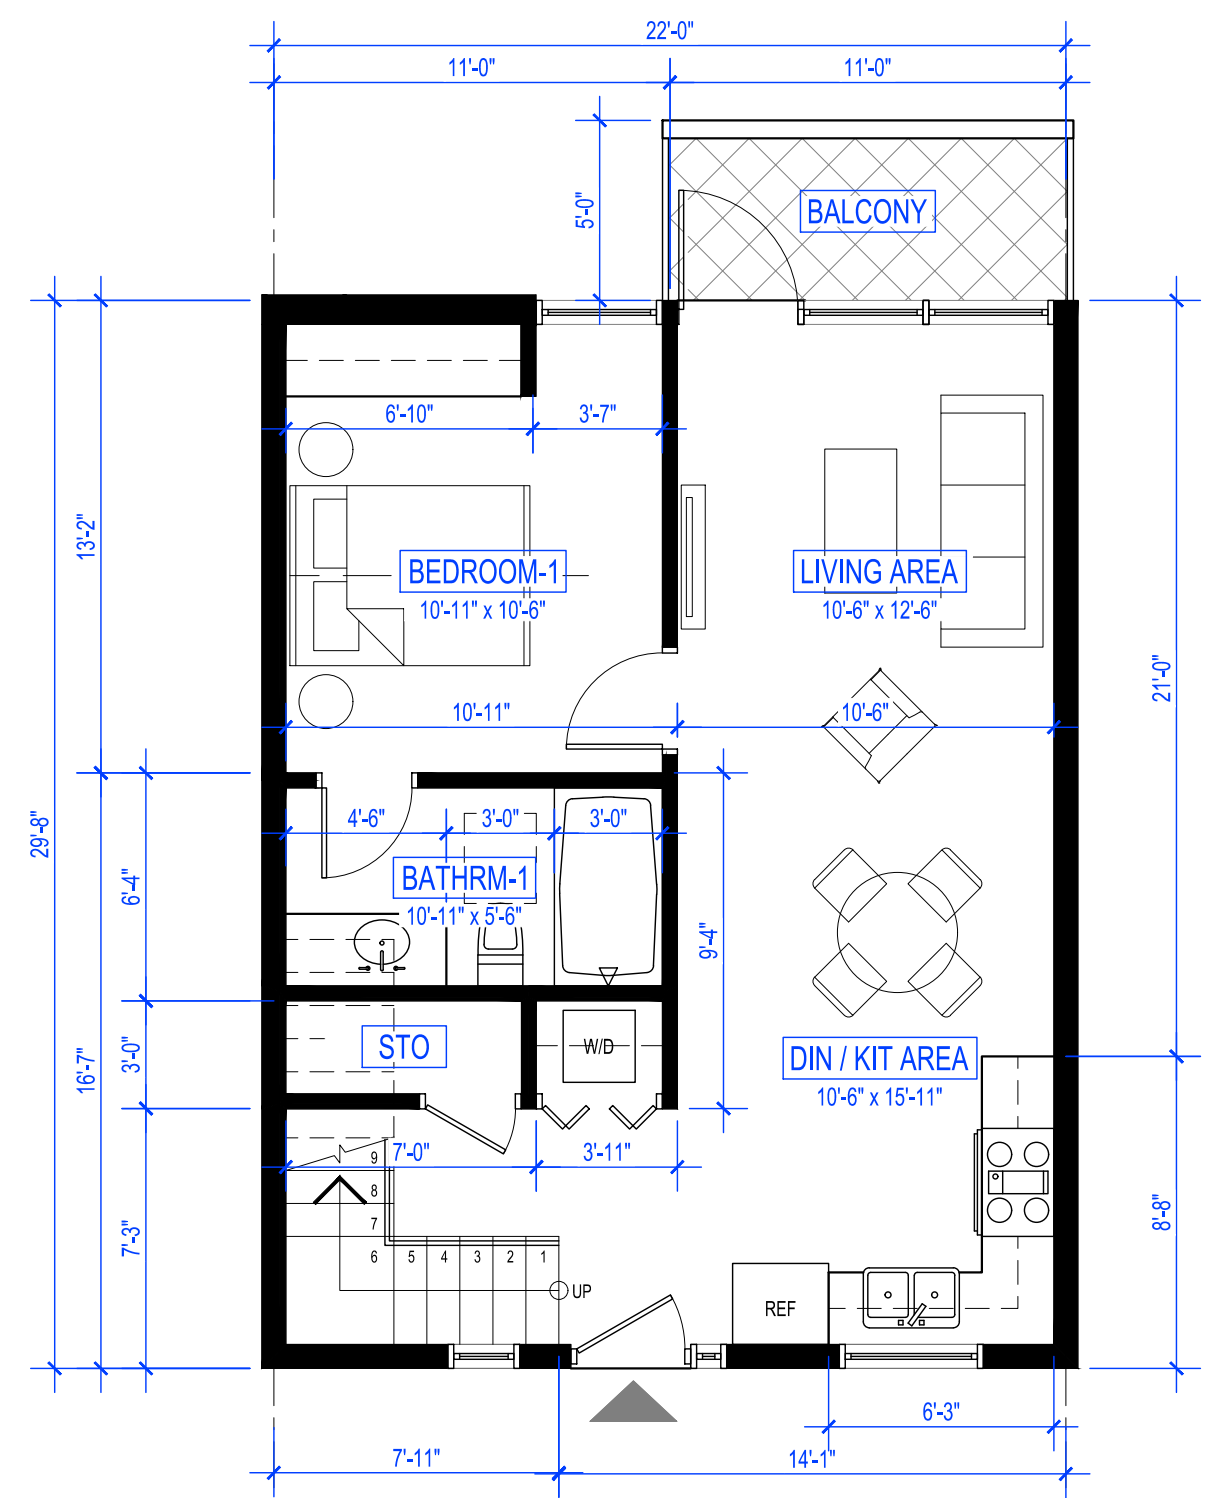 22'-0"
11'-0" 11'-0"
5'-0"
BALCONY
6'-10" 3'-7"
13'-2"
BEDROOM-1
10'-11" x 10'-6"
LIVING AREA
10'-6" x 12'-6"
21'-0"
10'-11" 10'-6"
29'-8"
4'-6" 3'-0" 3'-0"
6'-4"
BATHRM-1
10'-11" x 5'-6"
9'-4"
STO
W/D
3'-0"
16'-7"
DIN / KIT AREA
10'-6" x 15'-11"
7'-0" 3'-11"
9
8
7
6 5 4 3 2 1
7'-3"
8'-8"
UP
REF
6'-3"
7'-11" 14'-1"